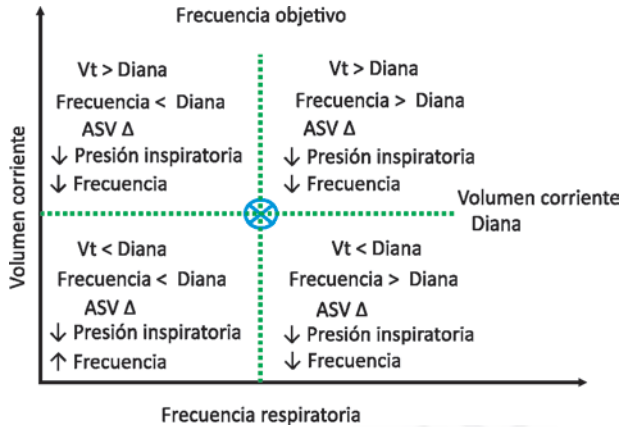 Frecuencia objetivo
Volumen corriente
Vt > Diana
Frecuencia < Diana
ASV Δ
↓ Presión inspiratoria
↓ Frecuencia
Vt > Diana
Frecuencia > Diana
ASV Δ
↓ Presión inspiratoria
↓ Frecuencia
Volumen corriente
Diana
Vt < Diana
Frecuencia < Diana
ASV Δ
↓ Presión inspiratoria
↑ Frecuencia
Vt < Diana
Frecuencia > Diana
ASV Δ
↓ Presión inspiratoria
↓ Frecuencia
Frecuencia respiratoria